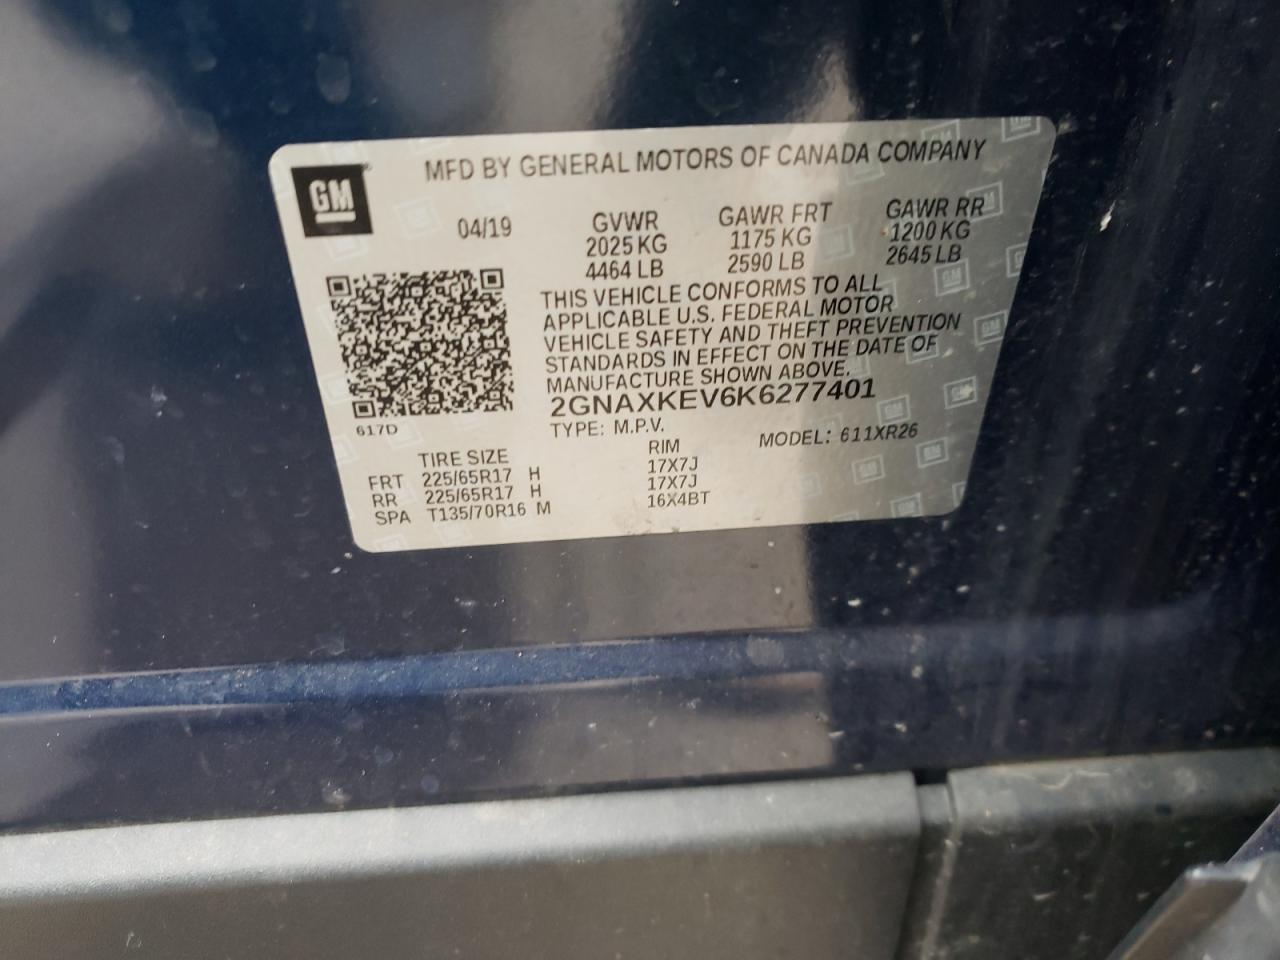 GM
MFD BY GENERAL MOTORS OF CANADA COMPANY
04/19 GVWR GAWR FRT GAWR RR
2025 KG 1175 KG 1200 KG
4464 LB 2590 LB 2645 LB
THIS VEHICLE CONFORMS TO ALL
APPLICABLE U.S. FEDERAL MOTOR
VEHICLE SAFETY AND THEFT PREVENTION
STANDARDS IN EFFECT ON THE DATE OF
MANUFACTURE SHOWN ABOVE.
2GNAXKEV6K6277401
617D
TYPE: M.P.V. MODEL: 611XR26
TIRE SIZE RIM
FRT 225/65R17 H 17X7J
RR 225/65R17 H 17X7J
SPA T135/70R16 M 16X4BT